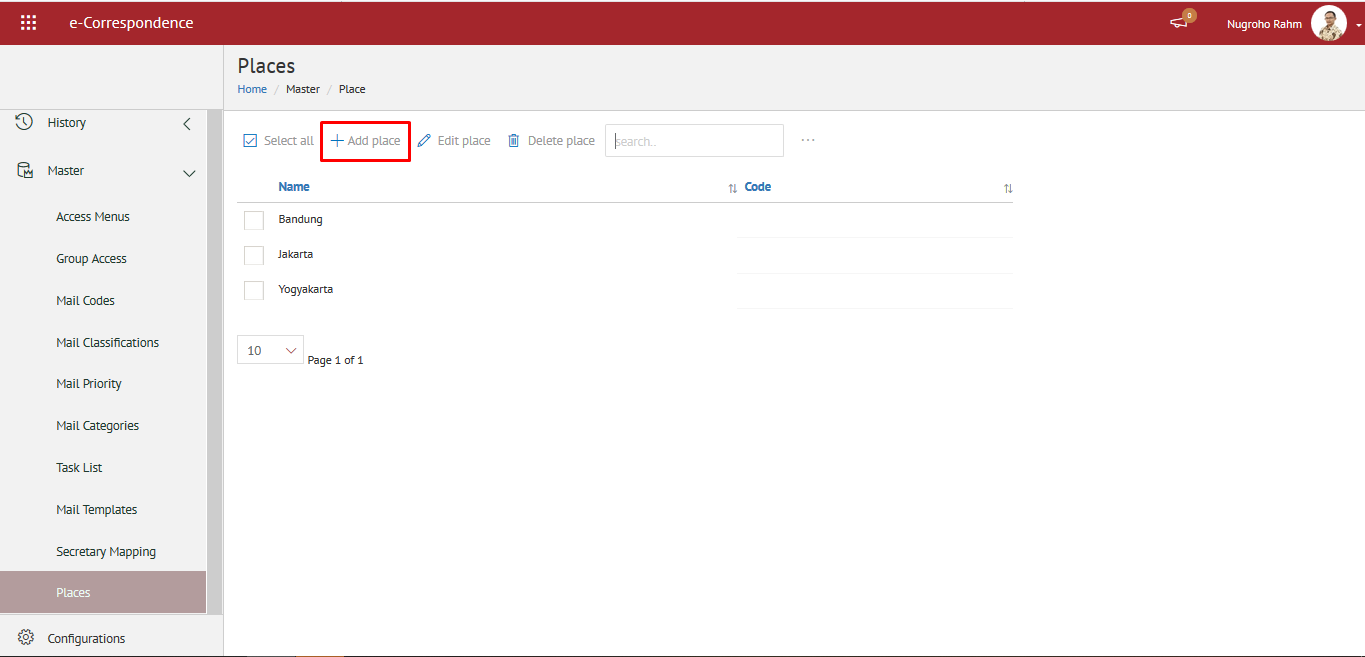 e-Correspondence
0
Nugroho Rahm
Places
Home / Master / Place
History
Master
Access Menus
Group Access
Mail Codes
Mail Classifications
Mail Priority
Mail Categories
Task List
Mail Templates
Secretary Mapping
Places
Configurations
Select all
Add place
Edit place
Delete place
search..
...
Name
Code
Bandung
Jakarta
Yogyakarta
10
Page 1 of 1